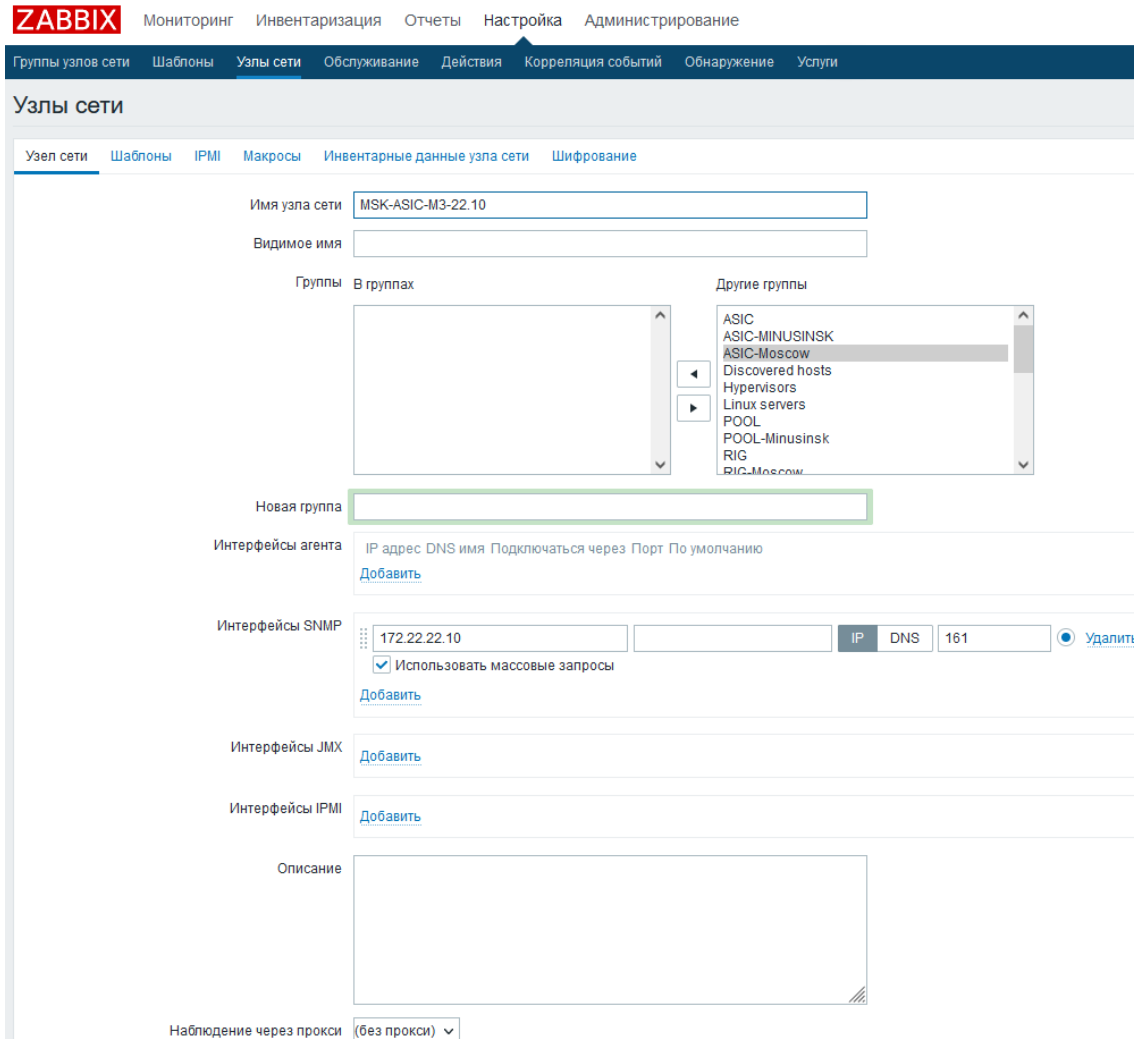 ZABBIX Мониторинг Инвентаризация Отчеты Настройка Администрирование
Группы узлов сети Шаблоны Узлы сети Обслуживание Действия Корреляция событий Обнаружение Услуги
Узлы сети
Узел сети Шаблоны IPMI Макросы Инвентарные данные узла сети Шифрование
Имя узла сети MSK-ASIC-M3-22.10
Видимое имя
Группы В группах Другие группы
ASIC
ASIC-MINUSINSK
ASIC-Moscow
Discovered hosts
Hypervisors
Linux servers
POOL
POOL-Minusinsk
RIG
RIG-Moscow
Новая группа
Интерфейсы агента IP адрес DNS имя Подключаться через Порт По умолчанию
Добавить
Интерфейсы SNMP 172.22.22.10 IP DNS 161 Удалить
Использовать массовые запросы
Добавить
Интерфейсы JMX Добавить
Интерфейсы IPMI Добавить
Описание
Наблюдение через прокси (без прокси)